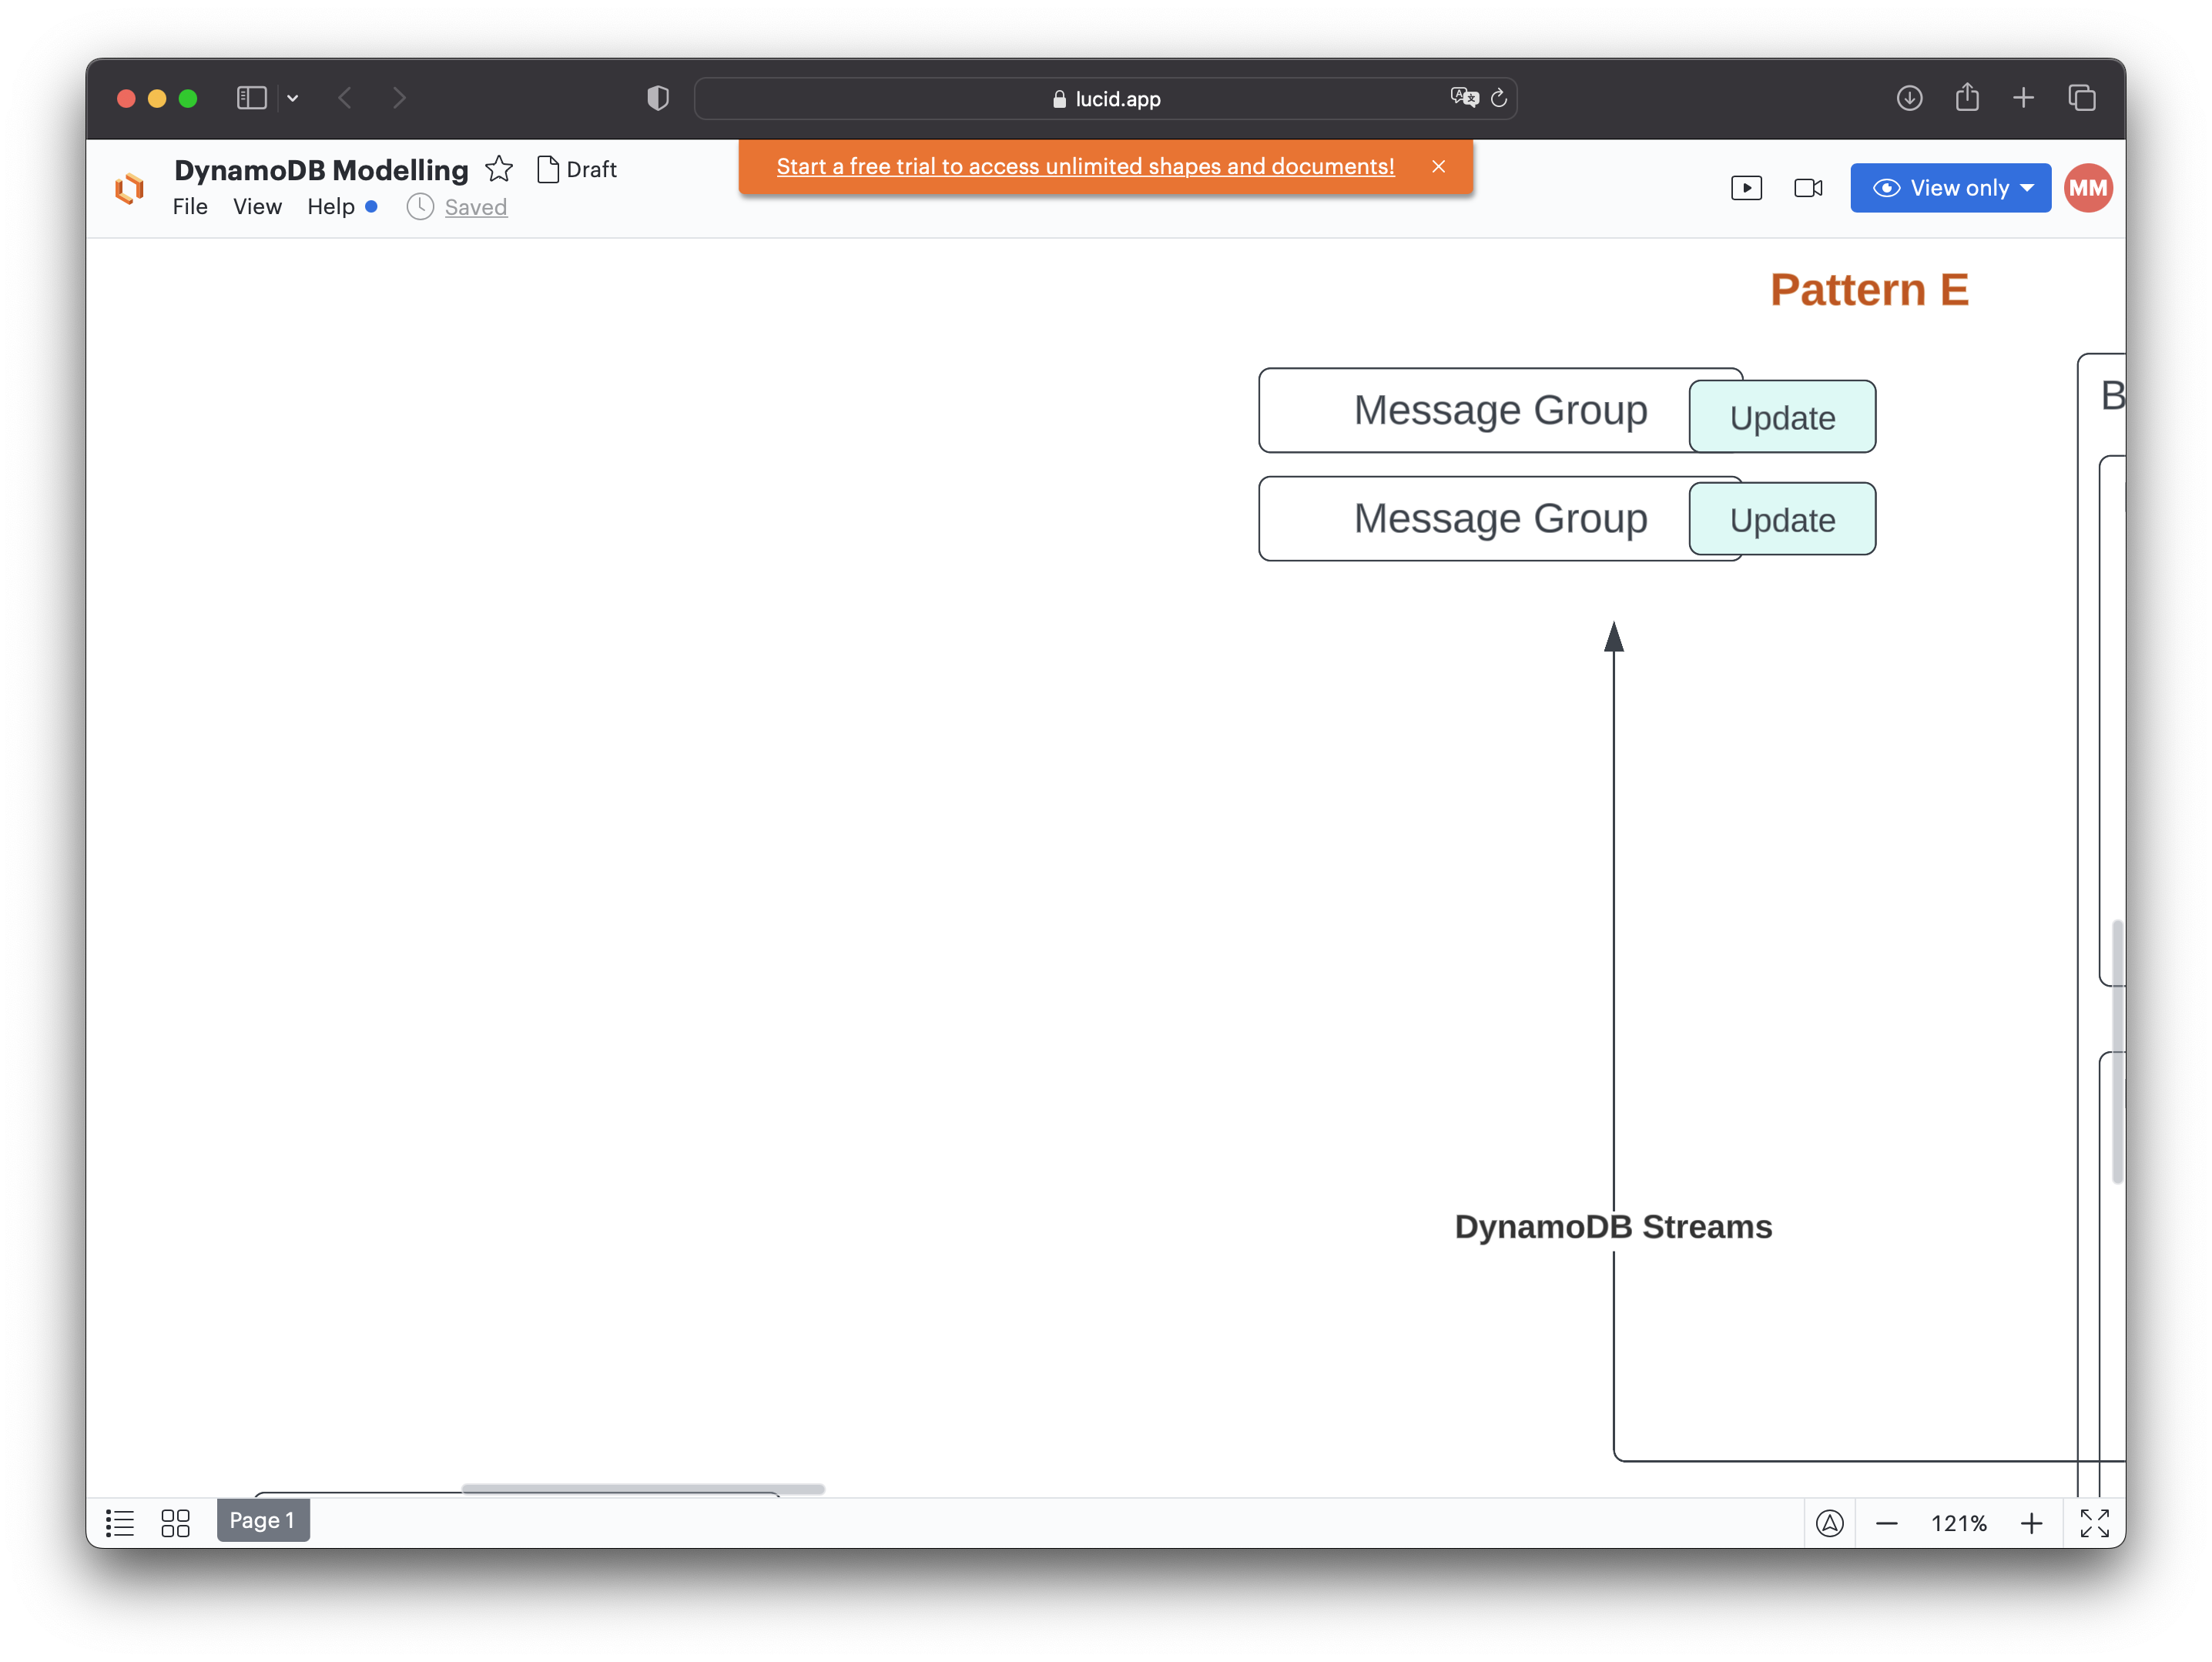 lucid.app
DynamoDB Modelling
Draft
Start a free trial to access unlimited shapes and documents!
File
View
Help
Saved
View only
MM
Pattern E
Message Group
Update
B
Message Group
Update
DynamoDB Streams
Page 1
121%